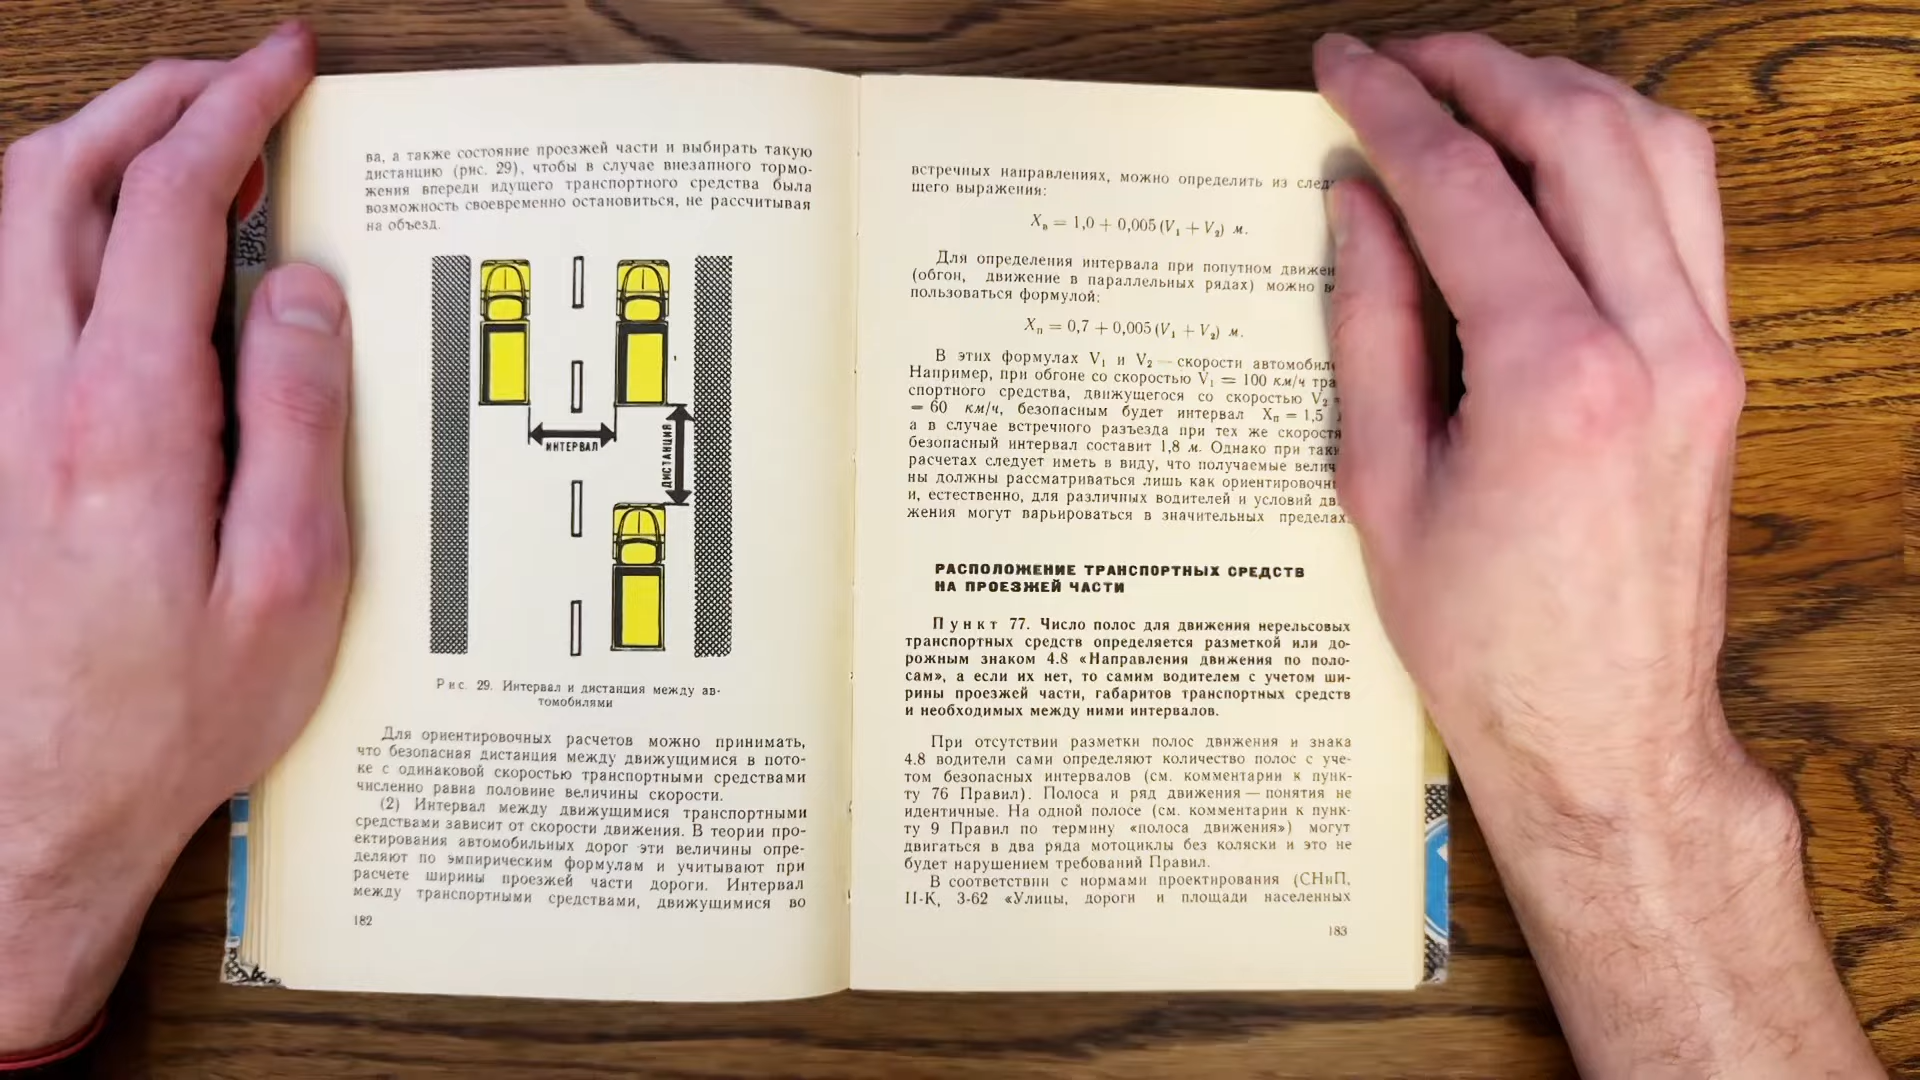 ва, а также состояние проезжей части и выбирать такую
дистанцию (рис. 29), чтобы в случае внезапного тормо-
жения впереди идущего транспортного средства была
возможность своевременно остановиться, не рассчитывая
на объезд.
ИНТЕРВАЛ
ДИСТАНЦИЯ
Рис. 29. Интервал и дистанция между ав-
томобилями
Для ориентировочных расчетов можно принимать,
что безопасная дистанция между движущимися в пото-
ке с одинаковой скоростью транспортными средствами
численно равна половине величины скорости.
(2) Интервал между движущимися транспортными
средствами зависит от скорости движения. В теории про-
ектирования автомобильных дорог эти величины опре-
деляют по эмпирическим формулам и учитывают при
расчете ширины проезжей части дороги. Интервал
между транспортными средствами, движущимися во
182
встречных направлениях, можно определить из
щего выражения:
Xв = 1,0 + 0,005 (V1 + V2) м.
Для определения интервала при попутном
(обгон, движение в параллельных рядах) можно
пользоваться формулой:
Xп = 0,7 + 0,005 (V1 + V2) м.
В этих формулах V1 и V2 — скорости
Например, при обгоне со скоростью V1 = 100 км/ч
спортного средства, движущегося со скоростью V2
= 60 км/ч, безопасным будет интервал Xп = 1,5
а в случае встречного разъезда при тех же
безопасный интервал составит 1,8 м. Однако при
расчетах следует иметь в виду, что получаемые
ны должны рассматриваться лишь как
и, естественно, для различных водителей и условий
жения могут варьироваться в значительных пределах.
РАСПОЛОЖЕНИЕ ТРАНСПОРТНЫХ СРЕДСТВ
НА ПРОЕЗЖЕЙ ЧАСТИ
Пункт 77. Число полос для движения нерельсовых
транспортных средств определяется разметкой или до-
рожным знаком 4.8 «Направления движения по поло-
сам», а если их нет, то самим водителем с учетом ши-
рины проезжей части, габаритов транспортных средств
и необходимых между ними интервалов.
При отсутствии разметки полос движения и знака
4.8 водители сами определяют количество полос с уче-
том безопасных интервалов (см. комментарии к пунк-
ту 76 Правил). Полоса и ряд движения — понятия не
идентичные. На одной полосе (см. комментарии к пунк-
ту 9 Правил по термину «полоса движения») могут
двигаться в два ряда мотоциклы без коляски и это не
будет нарушением требований Правил.
В соответствии с нормами проектирования (СНиП,
II-К, 3-62 «Улицы, дороги и площади населенных
183